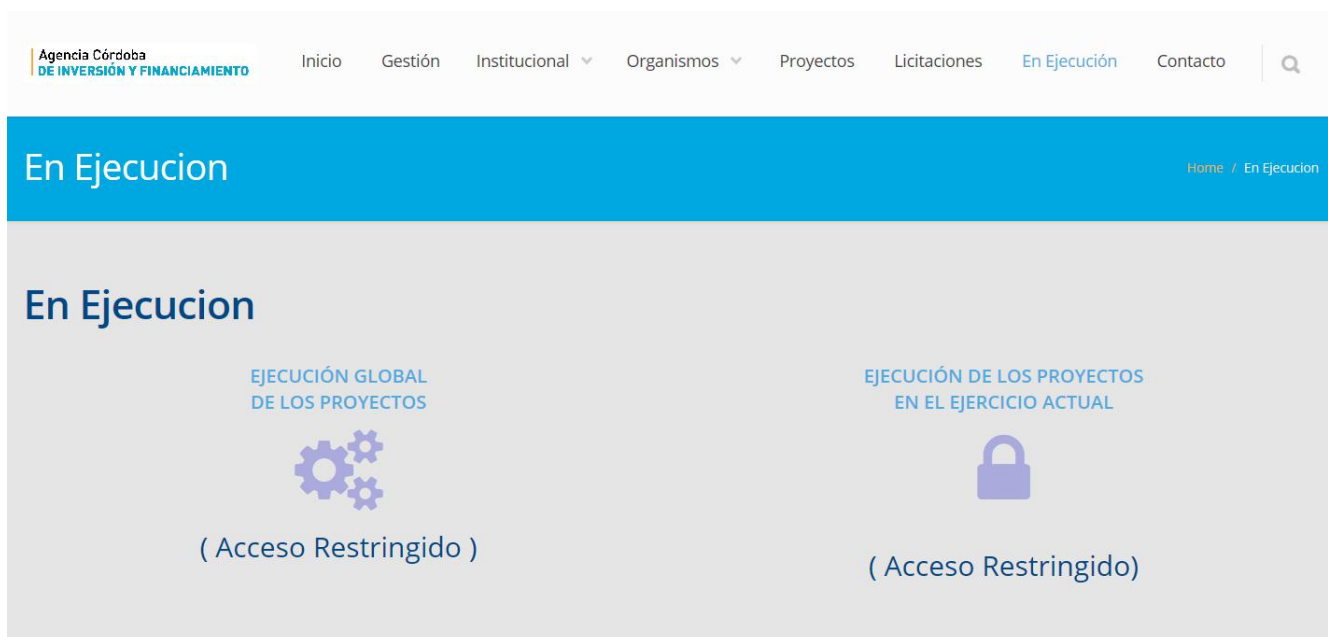 Agencia Córdoba
DE INVERSIÓN Y FINANCIAMIENTO
Inicio Gestión Institucional Organismos Proyectos Licitaciones En Ejecución Contacto
En Ejecucion
Home / En Ejecucion
En Ejecucion
EJECUCIÓN GLOBAL
DE LOS PROYECTOS
( Acceso Restringido )
EJECUCIÓN DE LOS PROYECTOS
EN EL EJERCICIO ACTUAL
( Acceso Restringido)